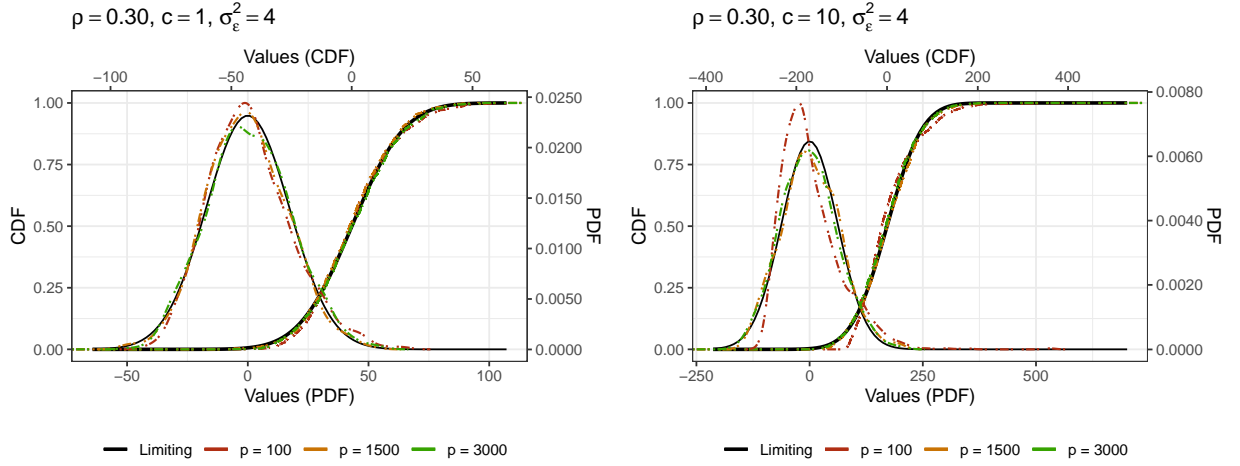 ρ = 0.30, c = 1, σ²_ε = 4
Values (CDF)
−100 −50 0 50
1.00
0.75
0.50
0.25
0.00
CDF
0.0250
0.0200
0.0150
0.0100
0.0050
0.0000
PDF
−50 0 50 100
Values (PDF)
Limiting p = 100 p = 1500 p = 3000
ρ = 0.30, c = 10, σ²_ε = 4
Values (CDF)
−400 −200 0 200 400
1.00
0.75
0.50
0.25
0.00
CDF
0.0080
0.0060
0.0040
0.0020
0.0000
PDF
−250 0 250 500
Values (PDF)
Limiting p = 100 p = 1500 p = 3000